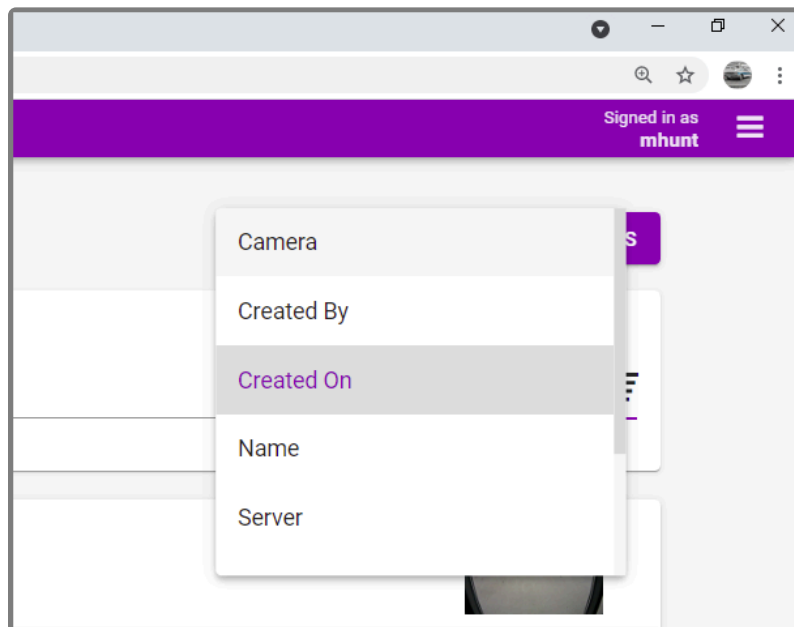 Signed in as
mhunt
S
Camera
Created By
Created On
Name
Server